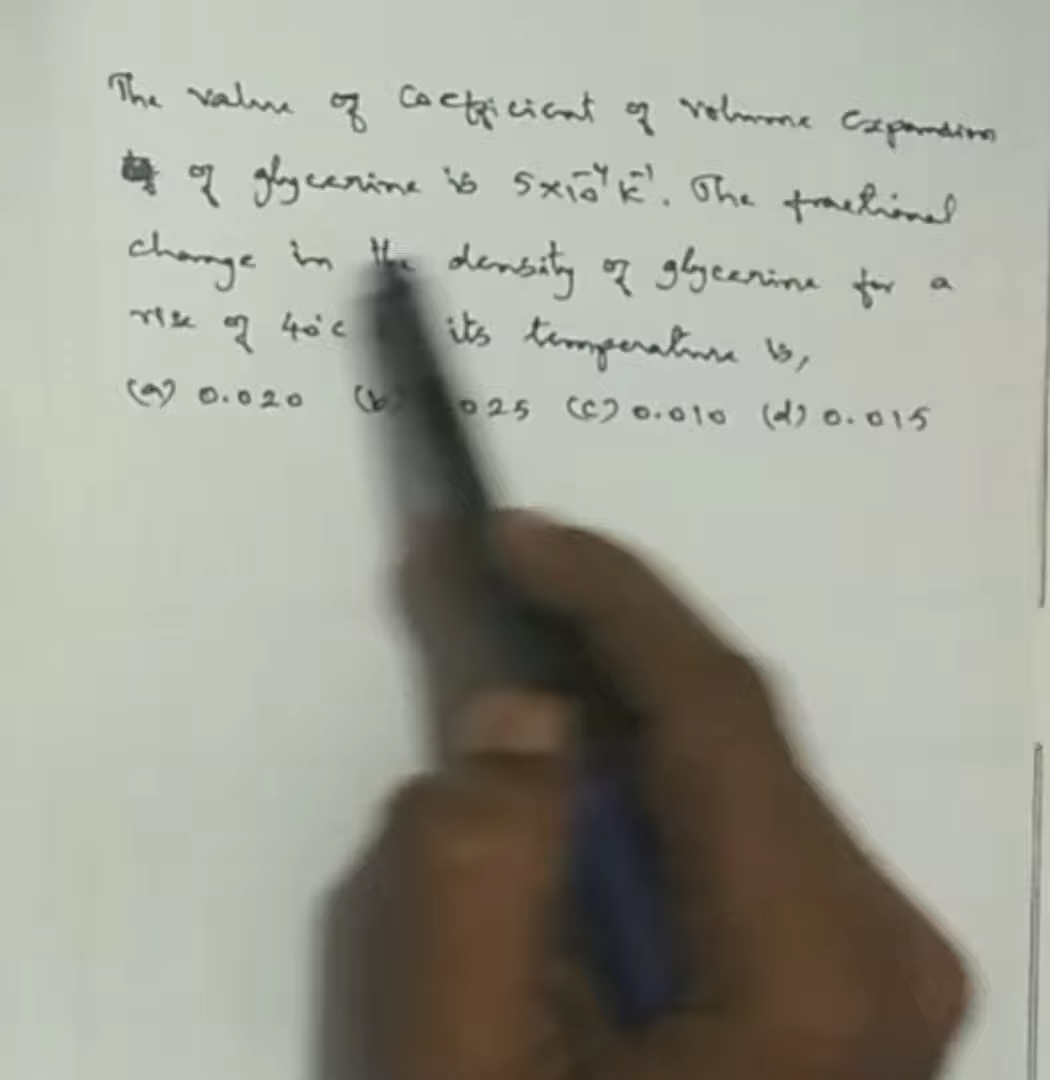 The value of coefficient of volume expansion
of glycerine is 5×10⁻⁴ K⁻¹. The fractional
change in the density of glycerine for a
rise of 40°C its temperature is,
(a) 0.020 (b) 025 (c) 0.010 (d) 0.015